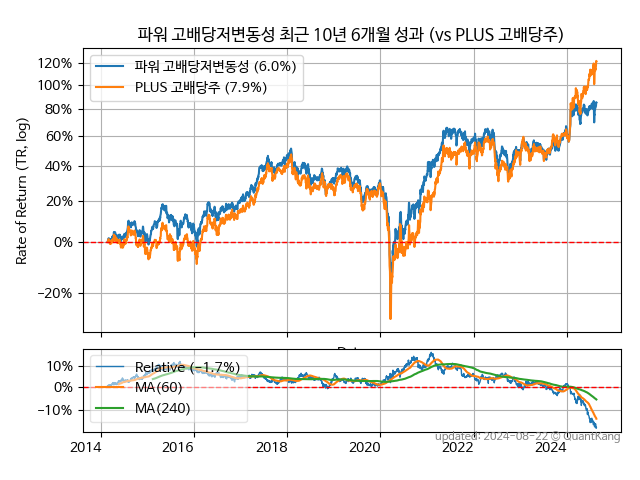 파워 고배당저변동성 최근 10년 6개월 성과 (vs PLUS 고배당주)
Rate of Return (TR, log)
120%
100%
80%
60%
40%
20%
0%
−20%
파워 고배당저변동성 (6.0%)
PLUS 고배당주 (7.9%)
10%
0%
−10%
Relative (−1.7%)
MA(60)
MA(240)
2014
2016
2018
2020
2022
2024
updated: 2024-08-22 © QuantKang